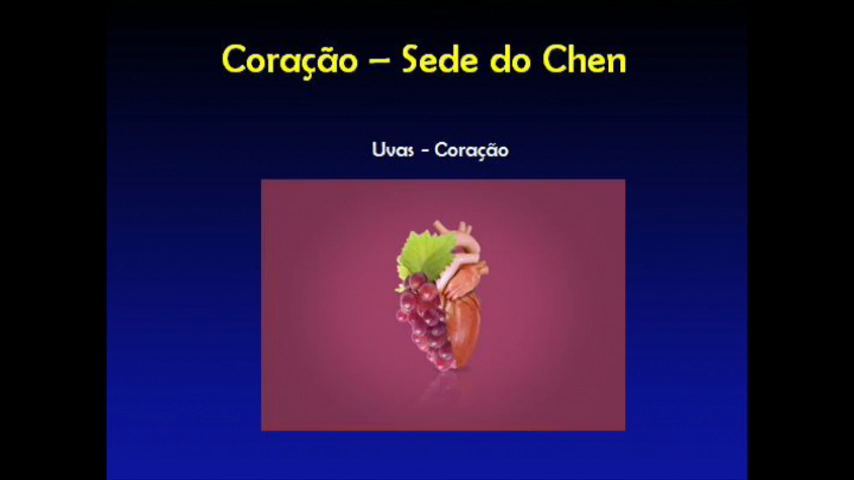 Coração – Sede do Chen
Uvas - Coração